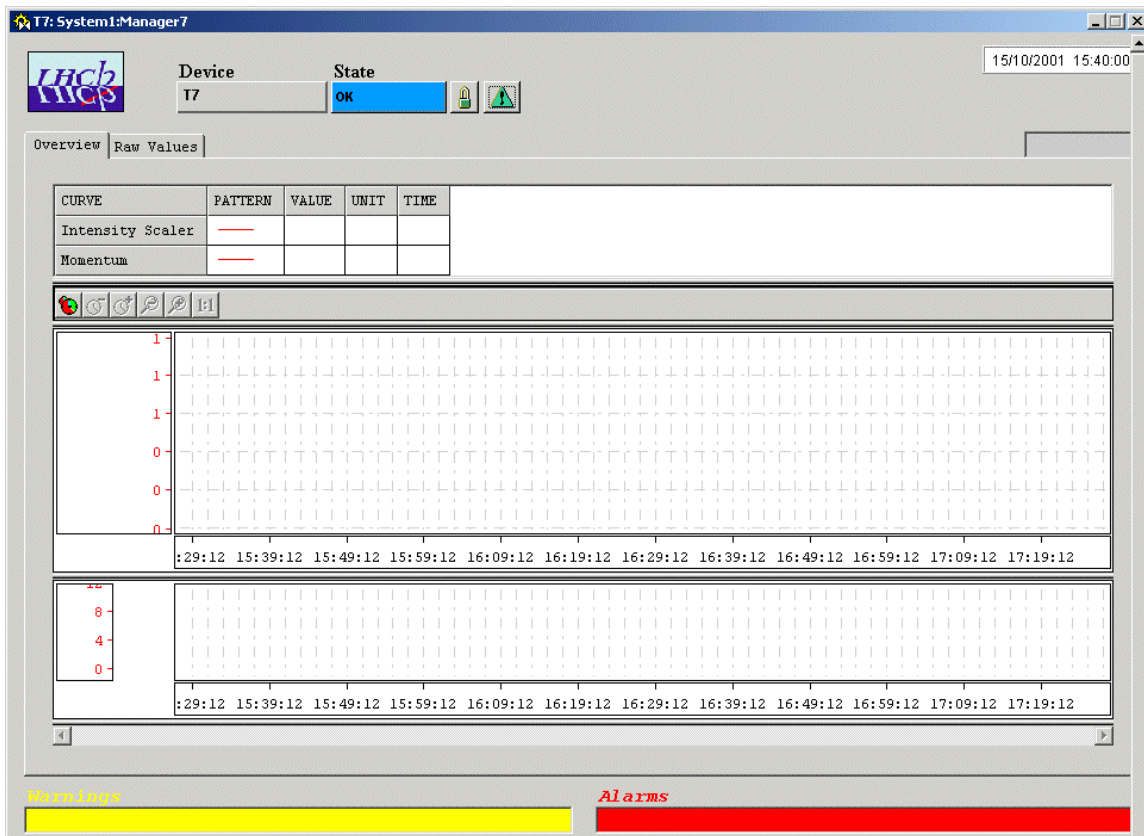 T7: System1:Manager7
LHCb
Device State
T7 OK
15/10/2001 15:40:00
Overview Raw Values
CURVE PATTERN VALUE UNIT TIME
Intensity Scaler
Momentum
1:1
1
1
1
0
0
0
:29:12 15:39:12 15:49:12 15:59:12 16:09:12 16:19:12 16:29:12 16:39:12 16:49:12 16:59:12 17:09:12 17:19:12
12
8
4
0
:29:12 15:39:12 15:49:12 15:59:12 16:09:12 16:19:12 16:29:12 16:39:12 16:49:12 16:59:12 17:09:12 17:19:12
Warnings Alarms